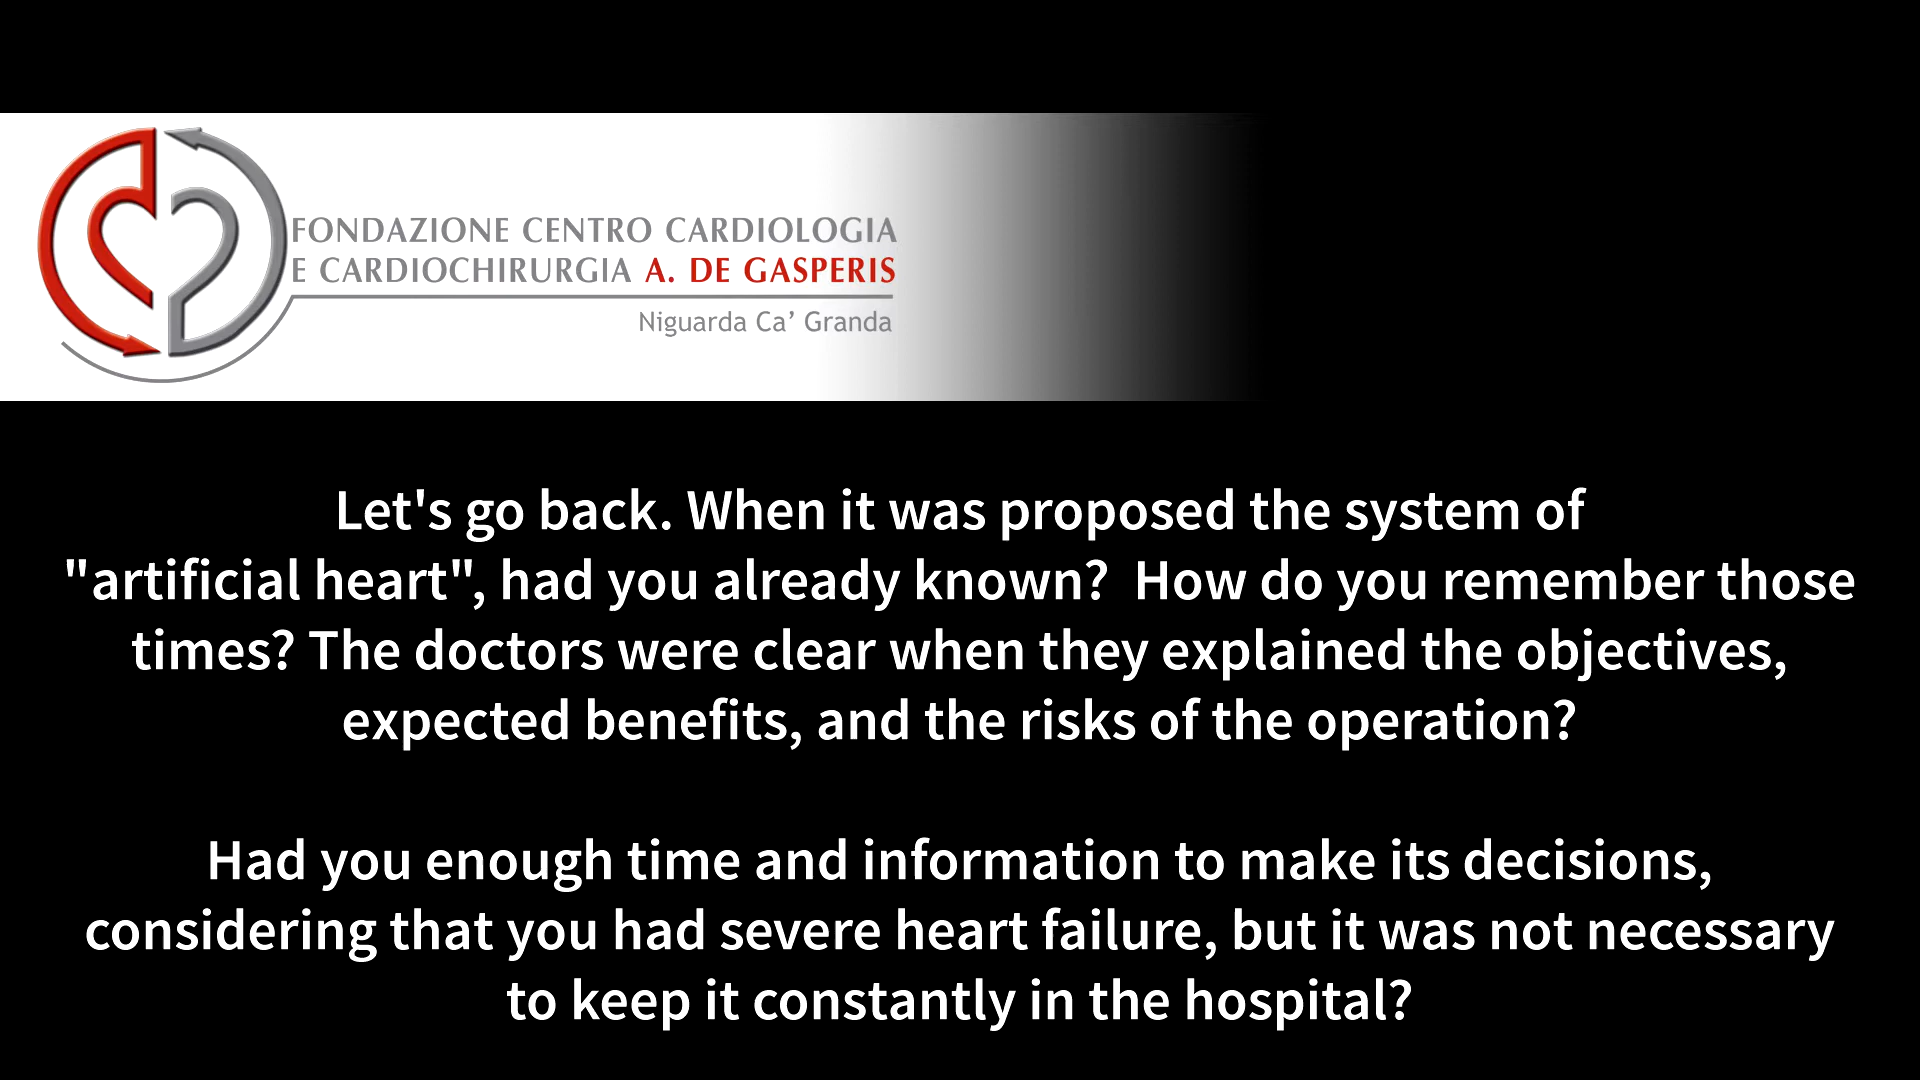 FONDAZIONE CENTRO CARDIOLOGIA
E CARDIOCHIRURGIA A. DE GASPERIS
Niguarda Ca’ Granda
Let's go back. When it was proposed the system of
"artificial heart", had you already known?  How do you remember those
times? The doctors were clear when they explained the objectives,
expected benefits, and the risks of the operation?
Had you enough time and information to make its decisions,
considering that you had severe heart failure, but it was not necessary
to keep it constantly in the hospital?